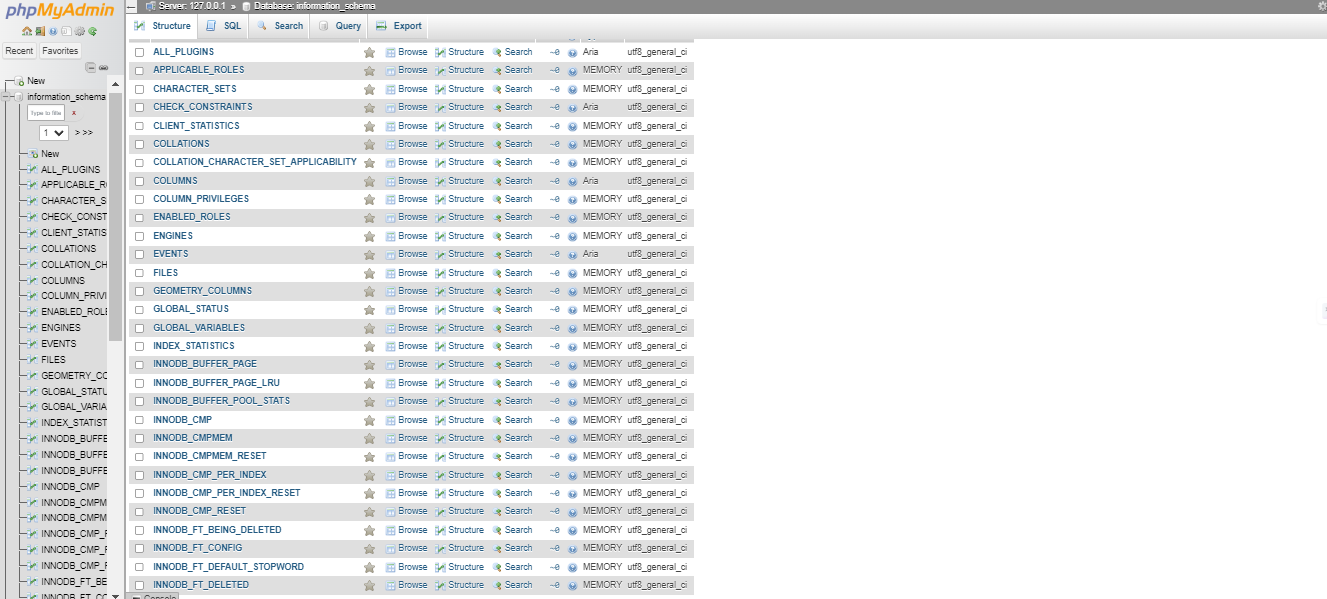 phpMyAdmin
Server: 127.0.0.1 » Database: information_schema
Structure SQL Search Query Export
Recent Favorites
New
information_schema
Type to filte x
1 > >>
New
ALL_PLUGINS
APPLICABLE_R
CHARACTER_S
CHECK_CONST
CLIENT_STATIS
COLLATIONS
COLLATION_CH
COLUMNS
COLUMN_PRIVI
ENABLED_ROLE
ENGINES
EVENTS
FILES
GEOMETRY_CO
GLOBAL_STATU
GLOBAL_VARIA
INDEX_STATIST
INNODB_BUFFE
INNODB_BUFFE
INNODB_BUFFE
INNODB_CMP
INNODB_CMPM
INNODB_CMPM
INNODB_CMP_F
INNODB_CMP_F
INNODB_CMP_F
INNODB_FT_BE
INNODB_FT_CO
ALL_PLUGINS Browse Structure Search ~0 Aria utf8_general_ci
APPLICABLE_ROLES Browse Structure Search ~0 MEMORY utf8_general_ci
CHARACTER_SETS Browse Structure Search ~0 MEMORY utf8_general_ci
CHECK_CONSTRAINTS Browse Structure Search ~0 Aria utf8_general_ci
CLIENT_STATISTICS Browse Structure Search ~0 MEMORY utf8_general_ci
COLLATIONS Browse Structure Search ~0 MEMORY utf8_general_ci
COLLATION_CHARACTER_SET_APPLICABILITY Browse Structure Search ~0 MEMORY utf8_general_ci
COLUMNS Browse Structure Search ~0 Aria utf8_general_ci
COLUMN_PRIVILEGES Browse Structure Search ~0 MEMORY utf8_general_ci
ENABLED_ROLES Browse Structure Search ~0 MEMORY utf8_general_ci
ENGINES Browse Structure Search ~0 MEMORY utf8_general_ci
EVENTS Browse Structure Search ~0 Aria utf8_general_ci
FILES Browse Structure Search ~0 MEMORY utf8_general_ci
GEOMETRY_COLUMNS Browse Structure Search ~0 MEMORY utf8_general_ci
GLOBAL_STATUS Browse Structure Search ~0 MEMORY utf8_general_ci
GLOBAL_VARIABLES Browse Structure Search ~0 MEMORY utf8_general_ci
INDEX_STATISTICS Browse Structure Search ~0 MEMORY utf8_general_ci
INNODB_BUFFER_PAGE Browse Structure Search ~0 MEMORY utf8_general_ci
INNODB_BUFFER_PAGE_LRU Browse Structure Search ~0 MEMORY utf8_general_ci
INNODB_BUFFER_POOL_STATS Browse Structure Search ~0 MEMORY utf8_general_ci
INNODB_CMP Browse Structure Search ~0 MEMORY utf8_general_ci
INNODB_CMPMEM Browse Structure Search ~0 MEMORY utf8_general_ci
INNODB_CMPMEM_RESET Browse Structure Search ~0 MEMORY utf8_general_ci
INNODB_CMP_PER_INDEX Browse Structure Search ~0 MEMORY utf8_general_ci
INNODB_CMP_PER_INDEX_RESET Browse Structure Search ~0 MEMORY utf8_general_ci
INNODB_CMP_RESET Browse Structure Search ~0 MEMORY utf8_general_ci
INNODB_FT_BEING_DELETED Browse Structure Search ~0 MEMORY utf8_general_ci
INNODB_FT_CONFIG Browse Structure Search ~0 MEMORY utf8_general_ci
INNODB_FT_DEFAULT_STOPWORD Browse Structure Search ~0 MEMORY utf8_general_ci
INNODB_FT_DELETED Browse Structure Search ~0 MEMORY utf8_general_ci
Console